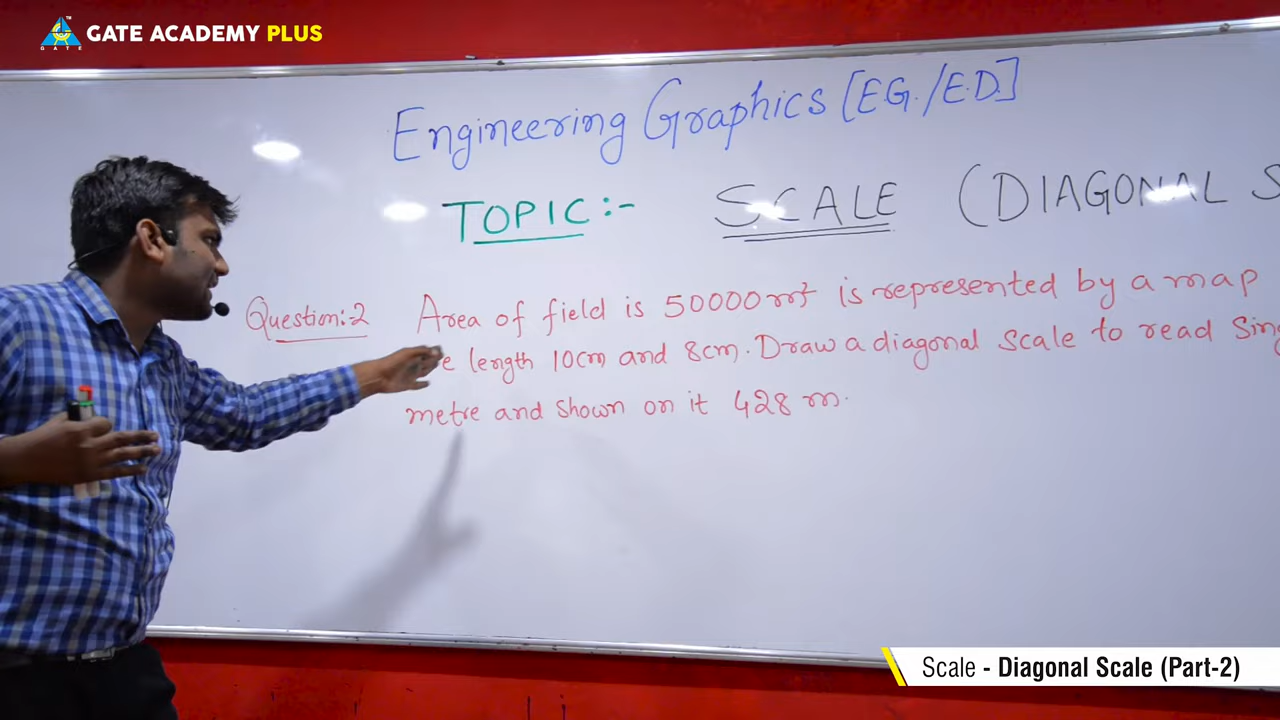 GATE ACADEMY PLUS
GATE
Engineering Graphics [E.G./E.D.]
TOPIC:- SCALE (DIAGONAL S
Question:2 Area of field is 50000m² is represented by a map
length 10cm and 8cm. Draw a diagonal scale to read Sing
metre and shown on it 428 m.
Scale - Diagonal Scale (Part-2)